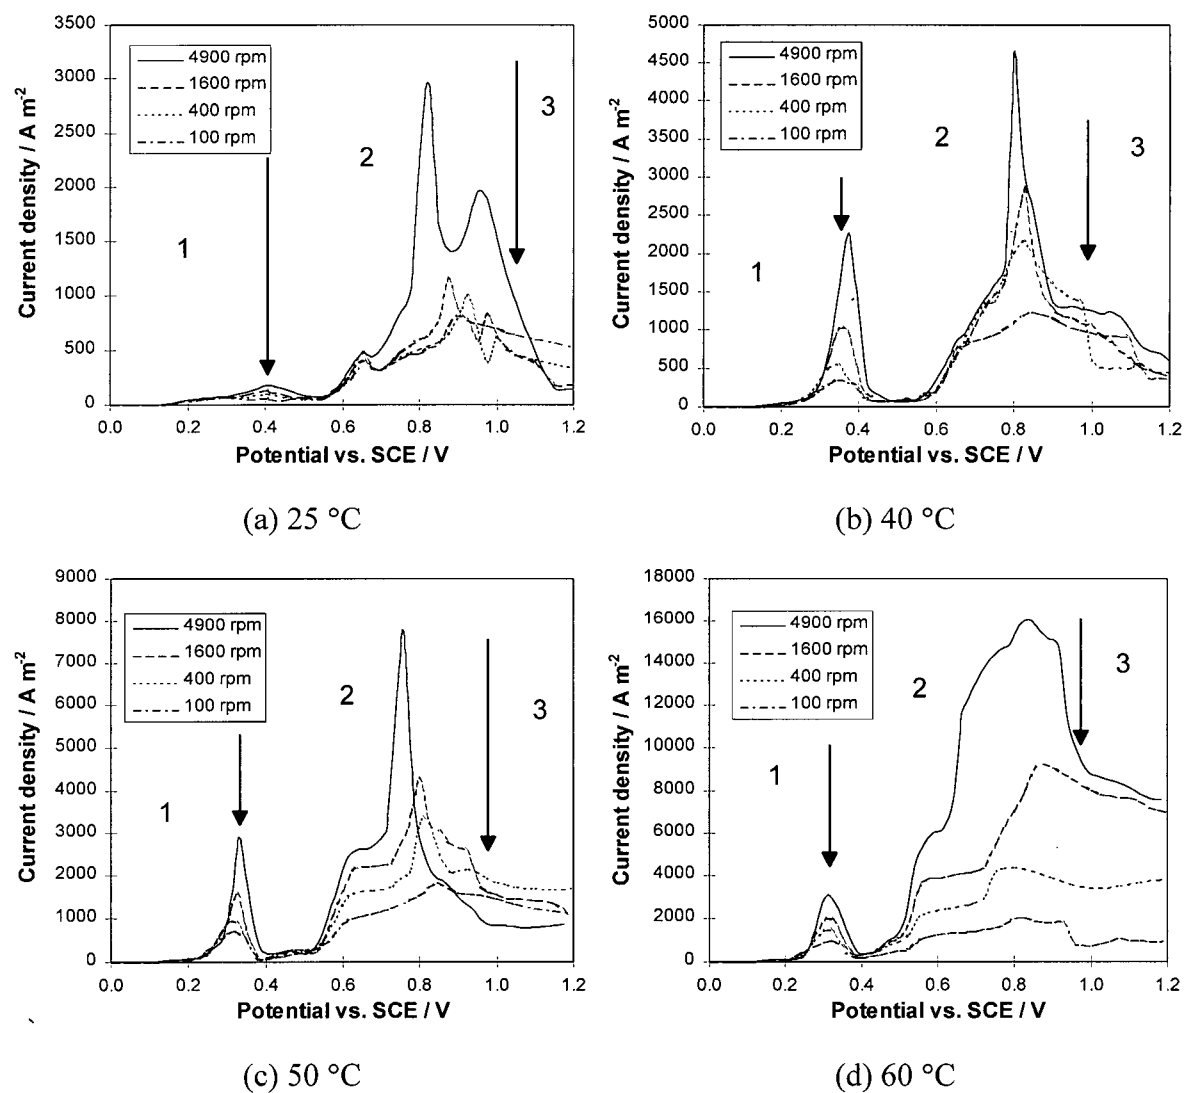 3500
3000
2500
2000
1500
1000
500
0
Current density / A m-2
4900 rpm
1600 rpm
400 rpm
100 rpm
1
2
3
0.0 0.2 0.4 0.6 0.8 1.0 1.2
Potential vs. SCE / V
(a) 25 °C
5000
4500
4000
3500
3000
2500
2000
1500
1000
500
0
Current density / A m-2
4900 rpm
1600 rpm
400 rpm
100 rpm
1
2
3
0.0 0.2 0.4 0.6 0.8 1.0 1.2
Potential vs. SCE / V
(b) 40 °C
9000
8000
7000
6000
5000
4000
3000
2000
1000
0
Current density / A m-2
4900 rpm
1600 rpm
400 rpm
100 rpm
1
2
3
0.0 0.2 0.4 0.6 0.8 1.0 1.2
Potential vs. SCE / V
(c) 50 °C
18000
16000
14000
12000
10000
8000
6000
4000
2000
0
Current density / A m-2
4900 rpm
1600 rpm
400 rpm
100 rpm
1
2
3
0.0 0.2 0.4 0.6 0.8 1.0 1.2
Potential vs. SCE / V
(d) 60 °C